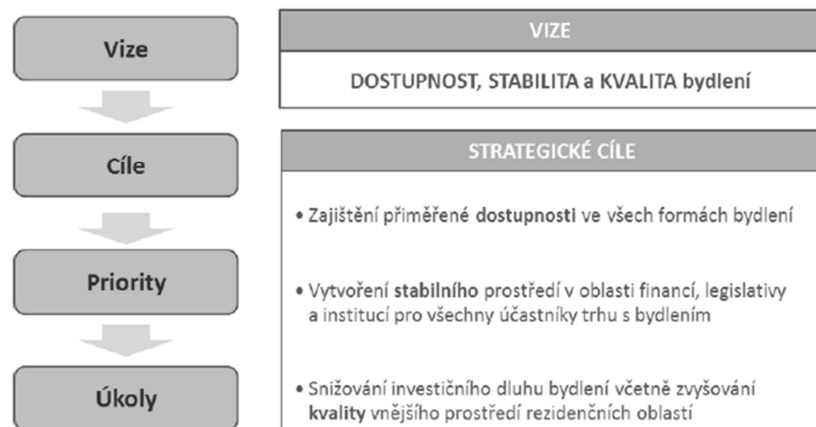 Vize
Cíle
Priority
Úkoly
VIZE
DOSTUPNOST, STABILITA a KVALITA bydlení
STRATEGICKÉ CÍLE
• Zajištění přiměřené dostupnosti ve všech formách bydlení
• Vytvoření stabilního prostředí v oblasti financí, legislativy
a institucí pro všechny účastníky trhu s bydlením
• Snižování investičního dluhu bydlení včetně zvyšování
kvality vnějšího prostředí rezidenčních oblastí